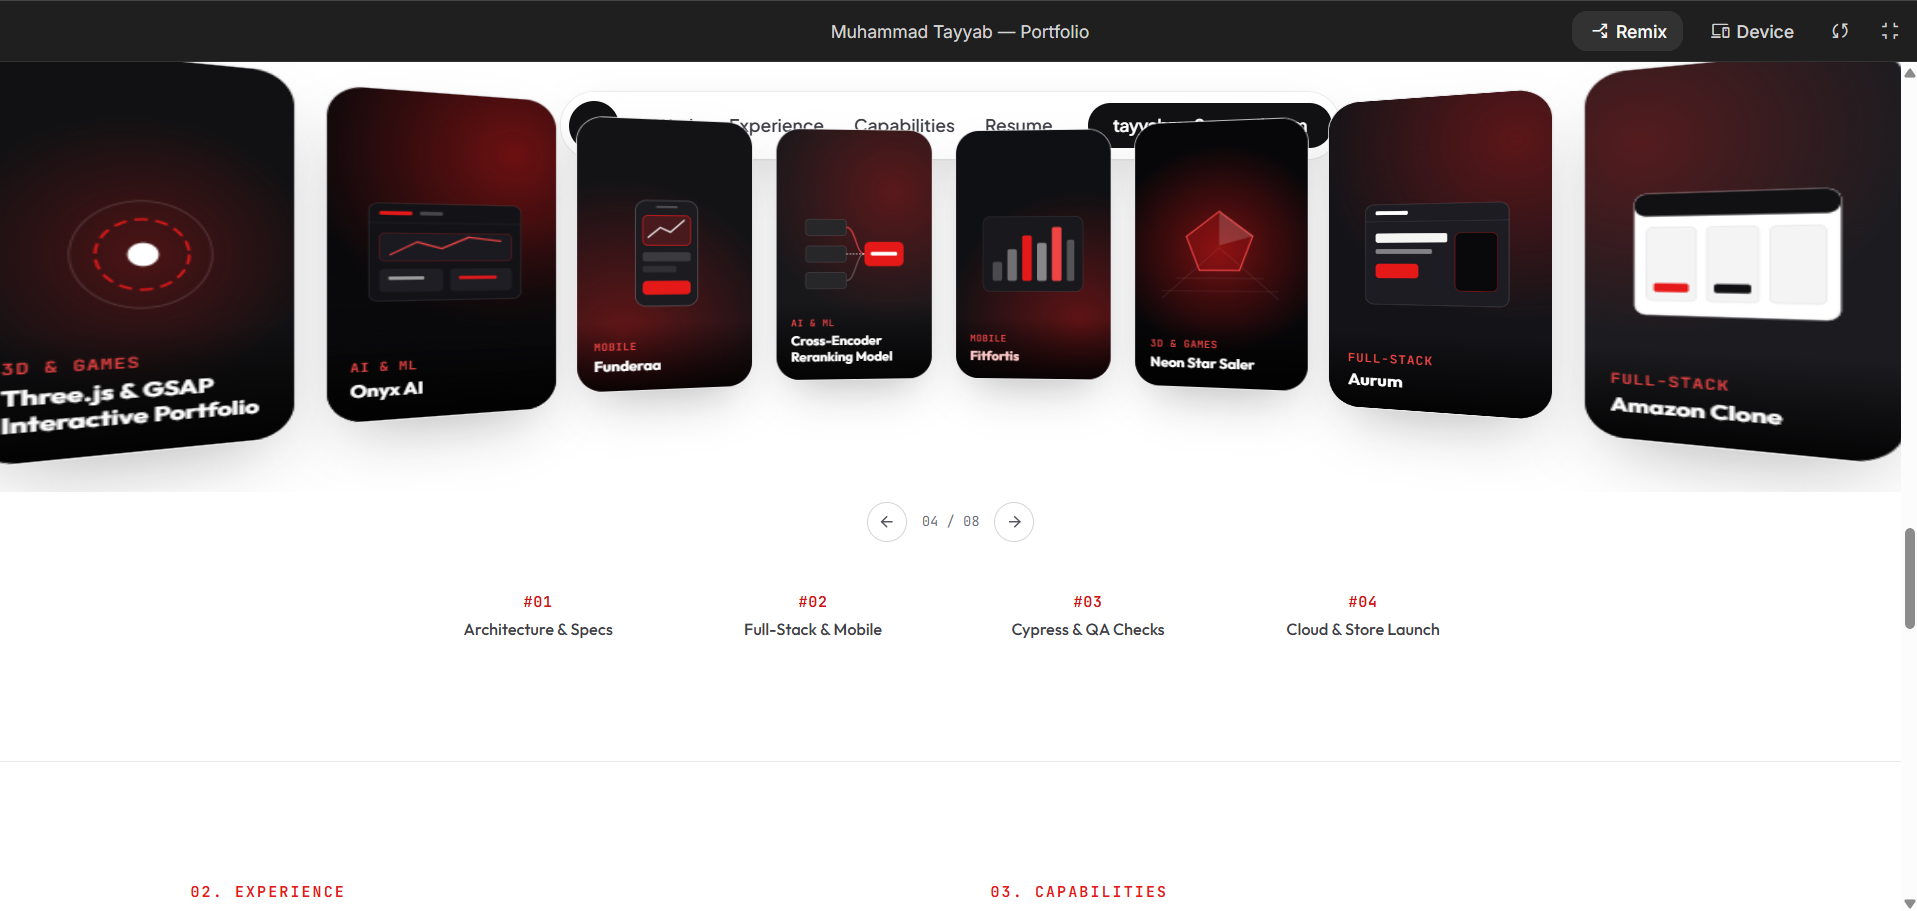 Muhammad Tayyab — Portfolio
Remix
Device
Experience
Capabilities
Resume
3D & GAMES
Three.js & GSAP
Interactive Portfolio
AI & ML
Onyx AI
MOBILE
Funderaa
AI & ML
Cross-Encoder
Reranking Model
MOBILE
Fitfortis
3D & GAMES
Neon Star Saler
FULL-STACK
Aurum
FULL-STACK
Amazon Clone
04 / 08
#01
Architecture & Specs
#02
Full-Stack & Mobile
#03
Cypress & QA Checks
#04
Cloud & Store Launch
02. EXPERIENCE
03. CAPABILITIES